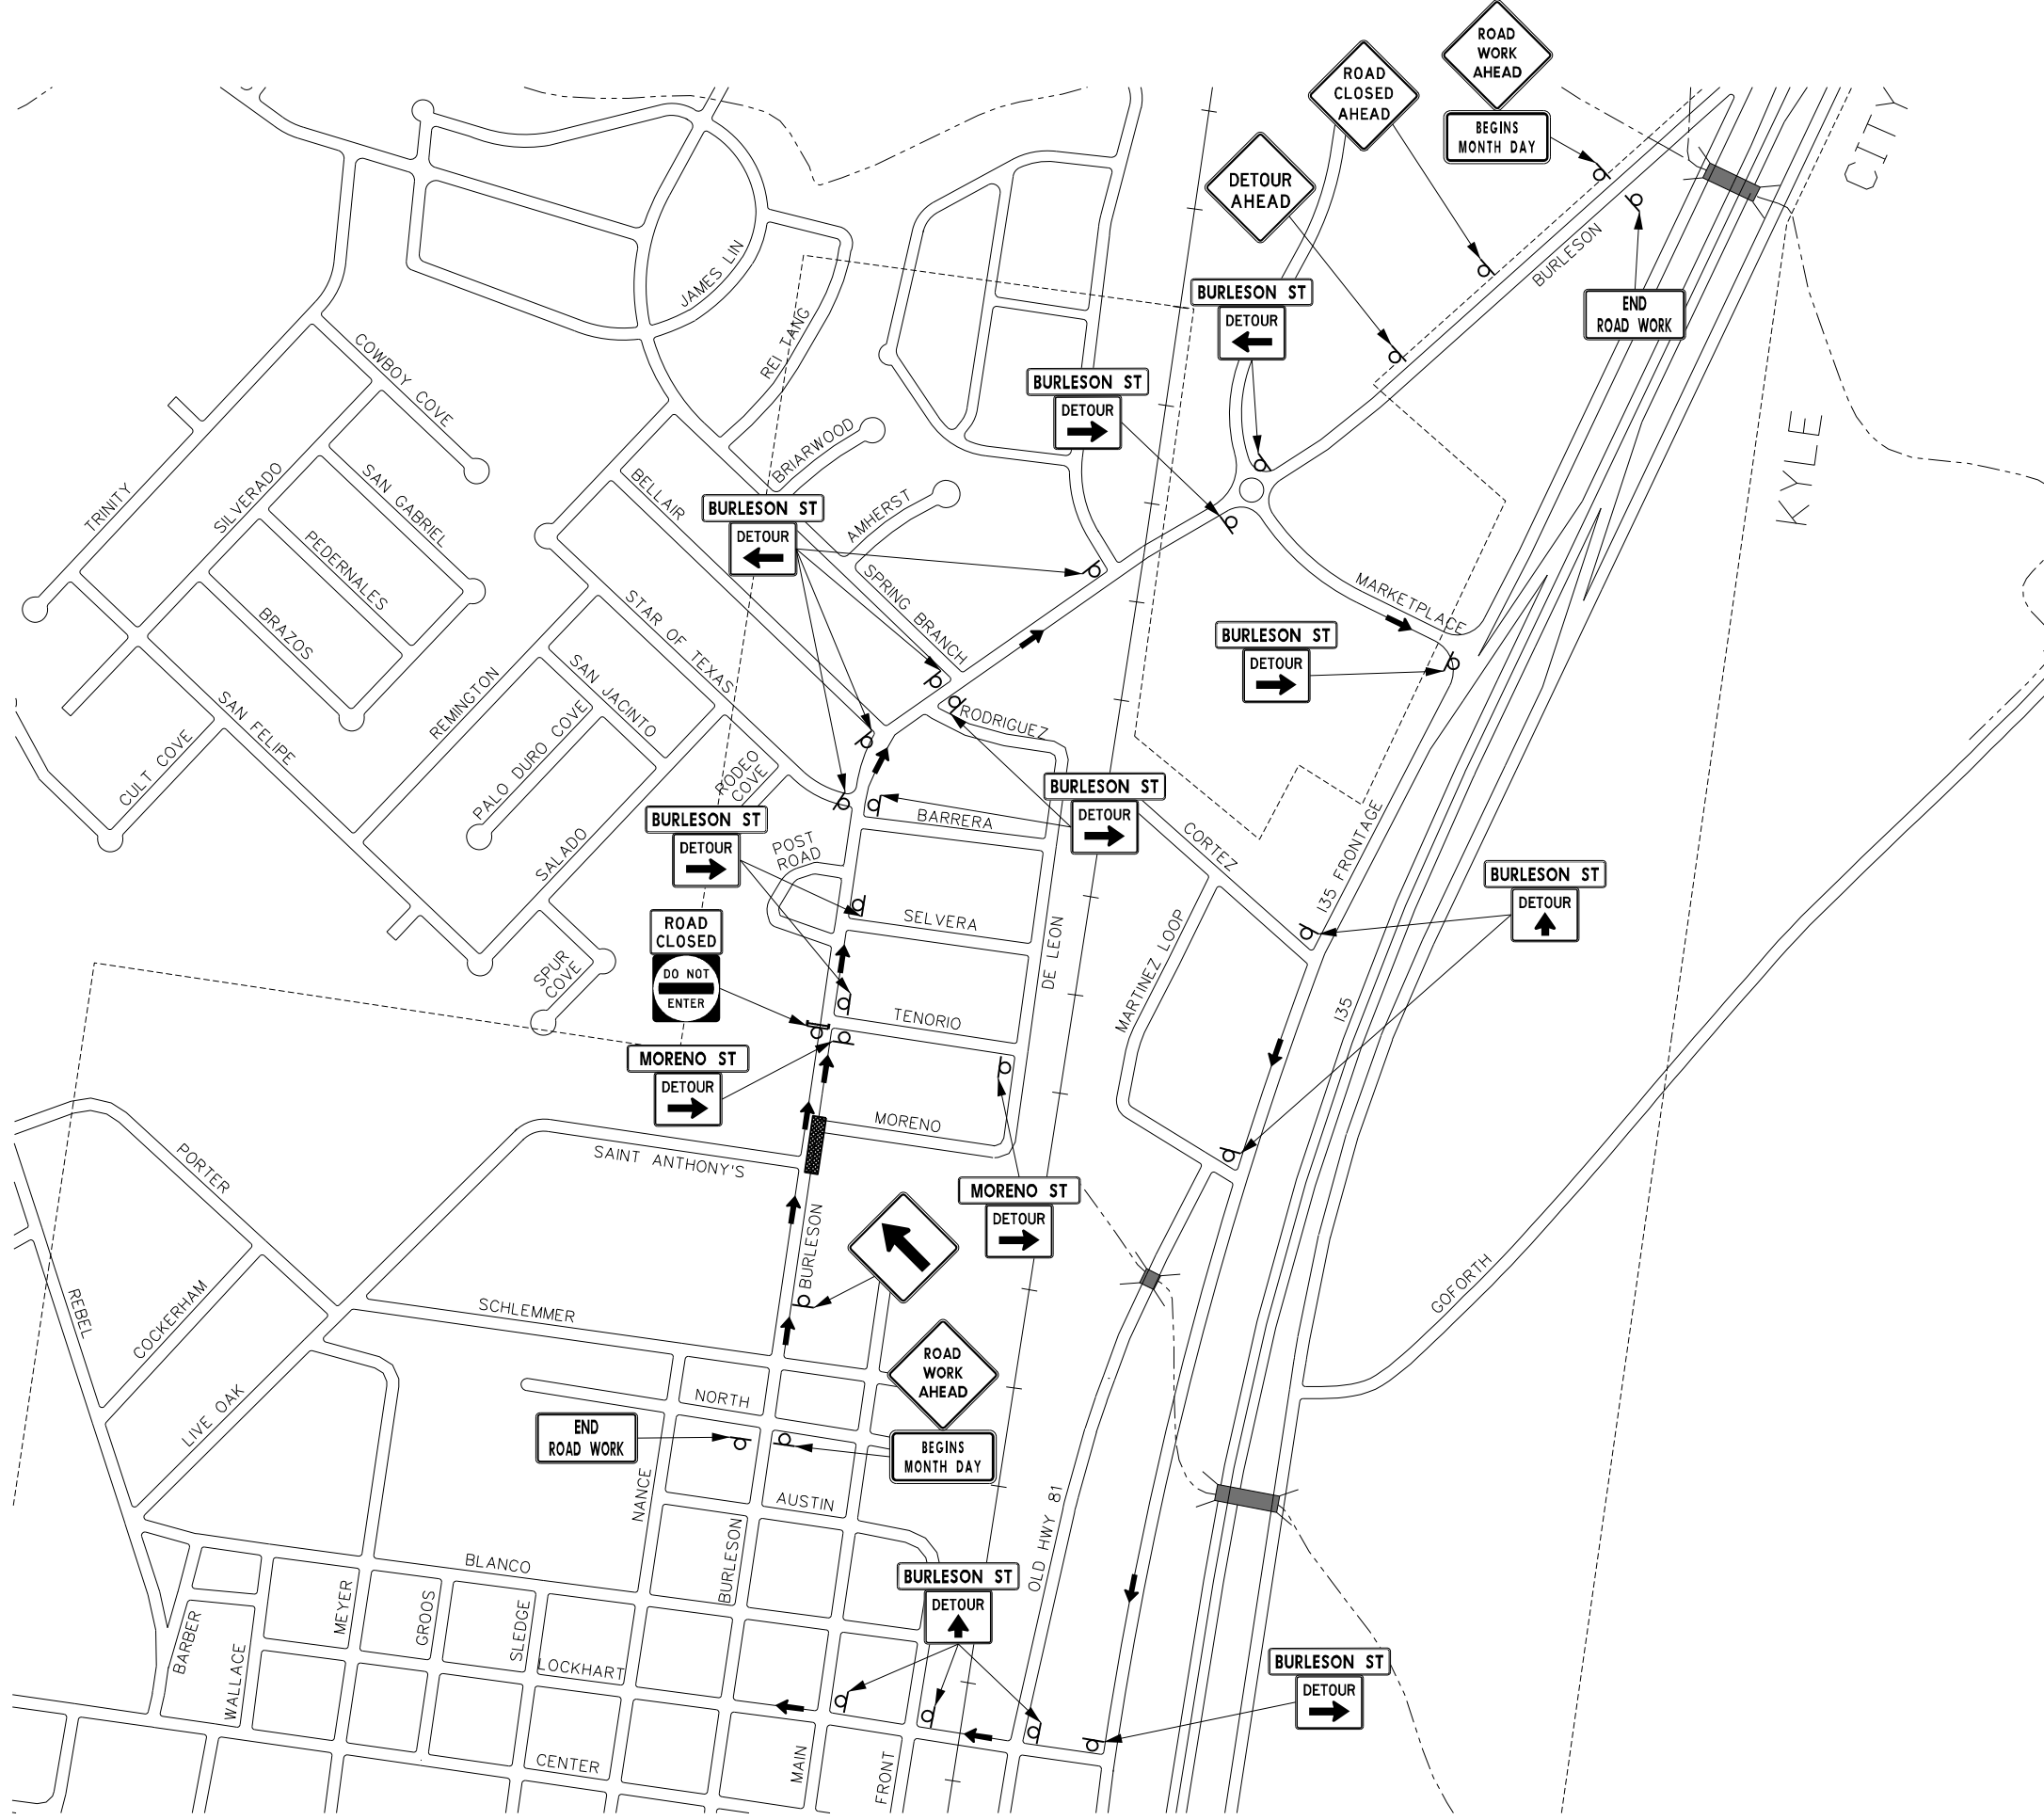 ROAD
WORK
AHEAD
BEGINS
MONTH DAY
ROAD
CLOSED
AHEAD
CITY
DETOUR
AHEAD
BURLESON
JAMES LIN
END
ROAD WORK
BURLESON ST
DETOUR
REI TANG
COWBOY COVE
BURLESON ST
DETOUR
KYLE
BRIARWOOD
TRINITY
SILVERADO
SAN GABRIEL
BELLAIR
BURLESON ST
DETOUR
AMHERST
PEDERNALES
SPRING BRANCH
MARKETPLACE
BRAZOS
STAR OF TEXAS
BURLESON ST
DETOUR
SAN JACINTO
REMINGTON
SAN FELIPE
RODRIGUEZ
CULT COVE
PALO DURO COVE
RODEO
COVE
BURLESON ST
DETOUR
BURLESON ST
DETOUR
BARRERA
CORTEZ
POST
ROAD
SALADO
I35 FRONTAGE
BURLESON ST
DETOUR
SELVERA
ROAD
CLOSED
DO NOT
ENTER
DE LEON
MARTINEZ LOOP
SPUR
COVE
TENORIO
I35
MORENO ST
DETOUR
MORENO
PORTER
SAINT ANTHONY'S
MORENO ST
DETOUR
BURLESON
GOFORTH
REBEL
COCKERHAM
SCHLEMMER
ROAD
WORK
AHEAD
BEGINS
MONTH DAY
NORTH
LIVE OAK
END
ROAD WORK
NANCE
AUSTIN
OLD HWY 81
BURLESON
BLANCO
BURLESON ST
DETOUR
MEYER
GROOS
SLEDGE
BARBER
WALLACE
LOCKHART
BURLESON ST
DETOUR
CENTER
MAIN
FRONT